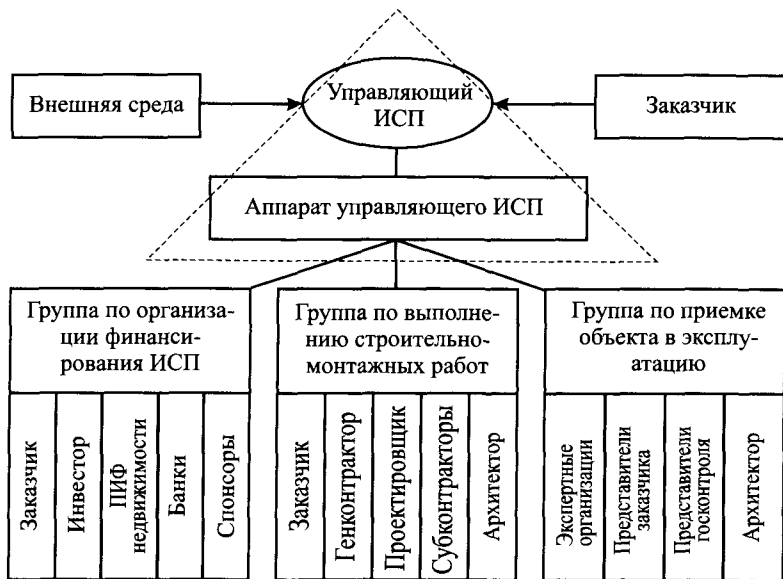 Внешняя среда
Управляющий
ИСП
Заказчик
Аппарат управляющего ИСП
Группа по организа-
ции финанси-
рования ИСП
Группа по выполне-
нию строительно-
монтажных работ
Группа по приемке
объекта в эксплу-
атацию
Заказчик
Инвестор
ПИФ
недвижимости
Банки
Спонсоры
Заказчик
Генконтрактор
Проектировщик
Субконтракторы
Архитектор
Экспертные
организации
Представители
заказчика
Представители
госконтроля
Архитектор